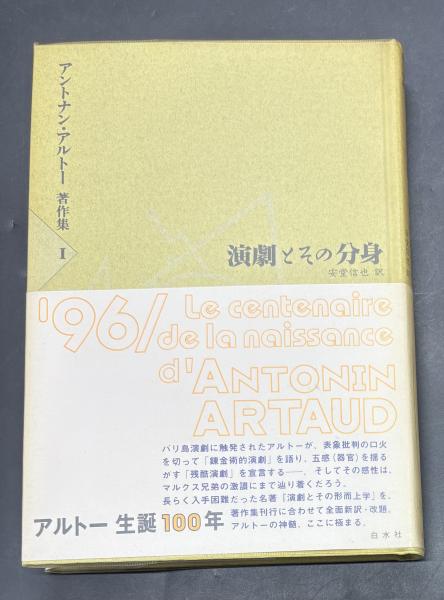 アントナン・アルトー 著作集 I
演劇とその分身
安堂信也 訳
'96/ Le centenaire
de la naissance
d'ANTONIN
ARTAUD
バリ島演劇に触発されたアルトーが、表象批判の口火
を切って「錬金術的演劇」を語り、五感(器官)を揺る
がす「残酷演劇」を宣言する――、そしてその感性は、
マルクス兄弟の激讃にまで辿り着くだろう。
長らく入手困難だった名著『演劇とその形而上学』を、
著作集刊行に合わせて全面新訳・改題。
アルトーの神髄、ここに極まる。
アルトー 生誕100年
白水社